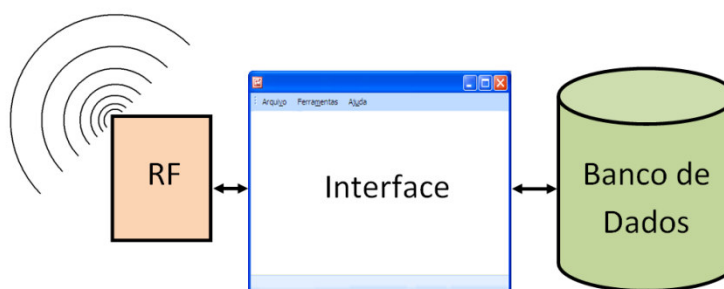 Arquivo Ferramentas Ajuda
RF
Interface
Banco de
Dados